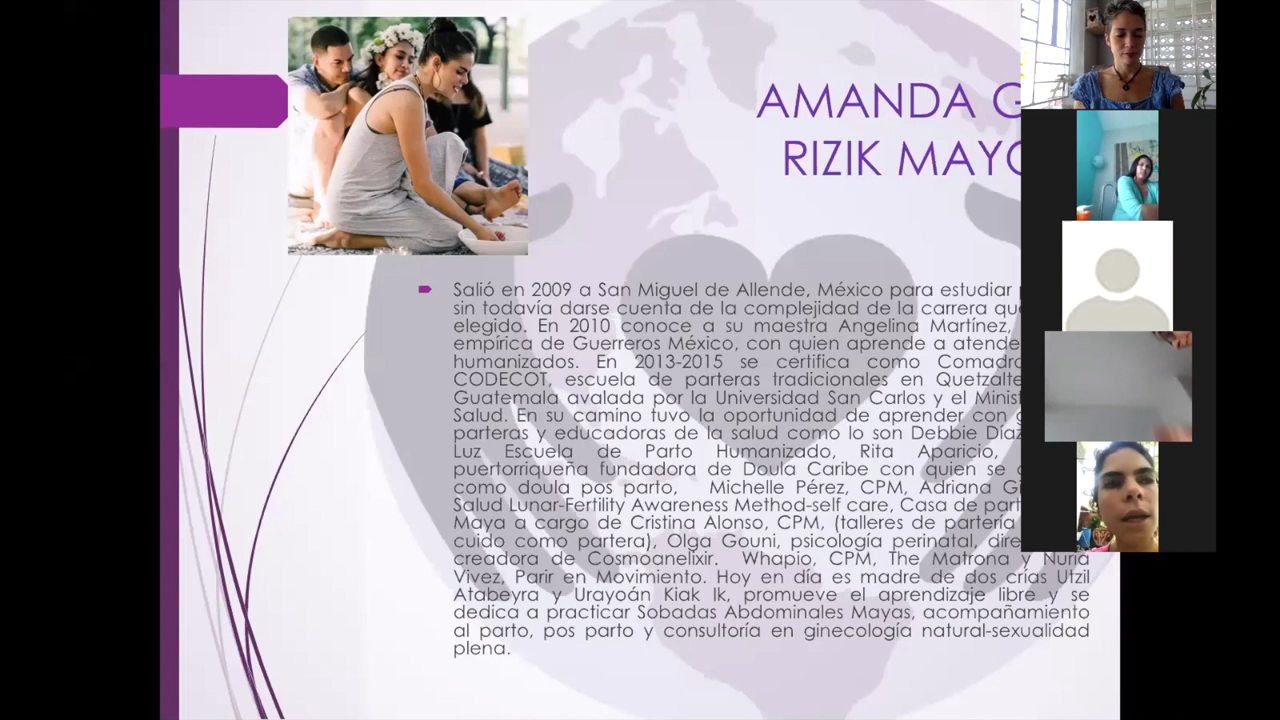 AMANDA
RIZIK
Salió en 2009 a San Miguel de Allende, México para estudiar
sin todavía darse cuenta de la complejidad de la carrera
elegido. En 2010 conoce a su maestra Angelina Martínez,
empírica de Guerreros México, con quien aprende a
humanizados. En 2013-2015 se certifica como
CODECOT, escuela de parteras tradicionales en
Guatemala avalada por la Universidad San Carlos y el
Salud. En su camino tuvo la oportunidad de aprender con
parteras y educadoras de la salud como lo son Debbie Díaz
Luz Escuela de Parto Humanizado, Rita Aparicio,
puertorriqueña fundadora de Doula Caribe con quien se
como doula pos parto, Michelle Pérez, CPM, Adriana
Salud Lunar-Fertility Awareness Method-self care, Casa de
Maya a cargo de Cristina Alonso, CPM, (talleres de partería
cuido como partera), Olga Gouni, psicología perinatal,
creadora de Cosmoanelixir. Whapio, CPM, The Matrona y Nuria
Vivez, Parir en Movimiento. Hoy en día es madre de dos crías Utzil
Atabeyra y Urayoán Kiak Ik, promueve el aprendizaje libre y se
dedica a practicar Sobadas Abdominales Mayas, acompañamiento
al parto, pos parto y consultoría en ginecología natural-sexualidad
plena.